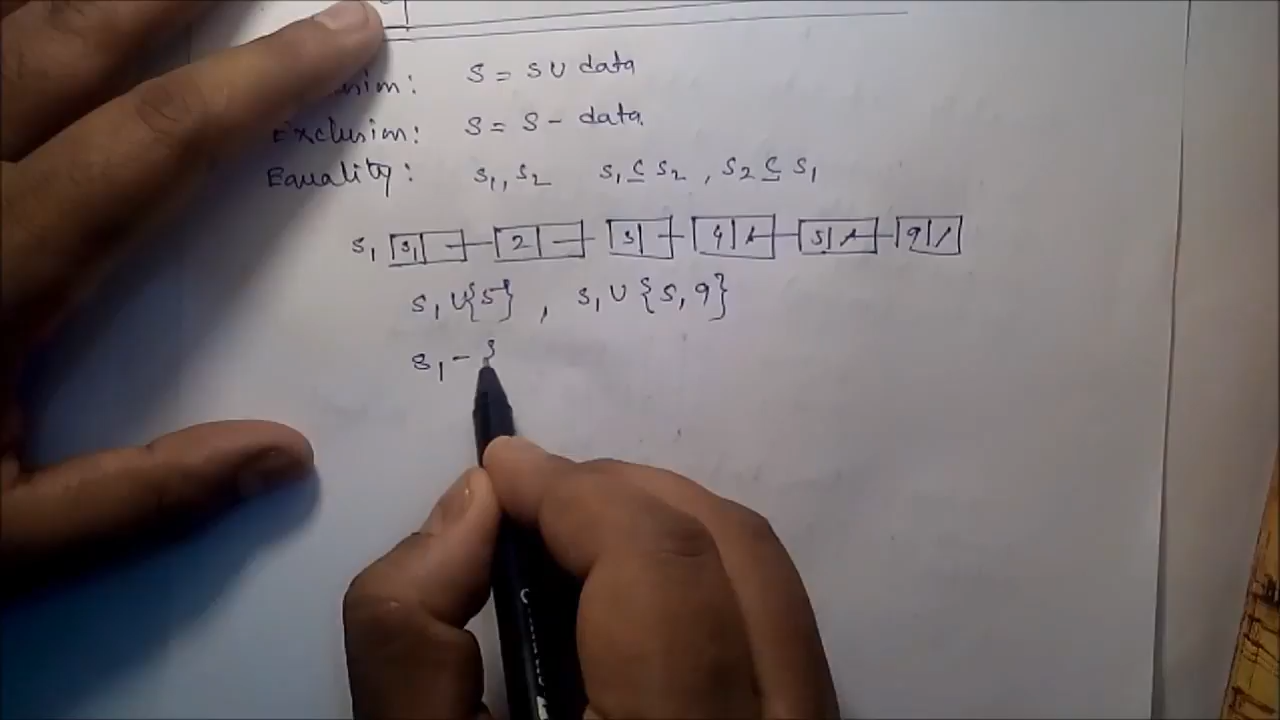 S = S ∪ data
Exclusion: S = S - data.
Equality: S₁, S₂ S₁ ⊆ S₂ , S₂ ⊆ S₁
S₁ S₁ 2 3 4 5 9
S₁ ∪ {5} , S₁ ∪ {5, 9}
S₁ - {